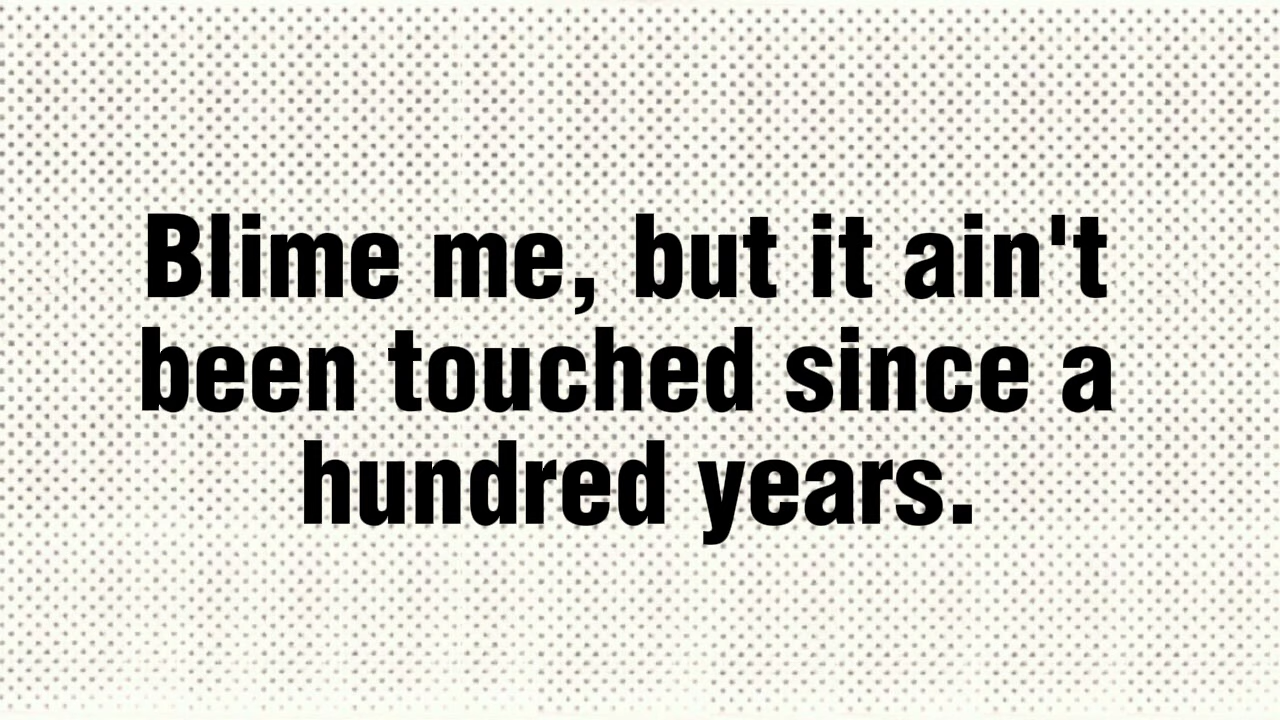 Blime me, but it ain't
been touched since a
hundred years.